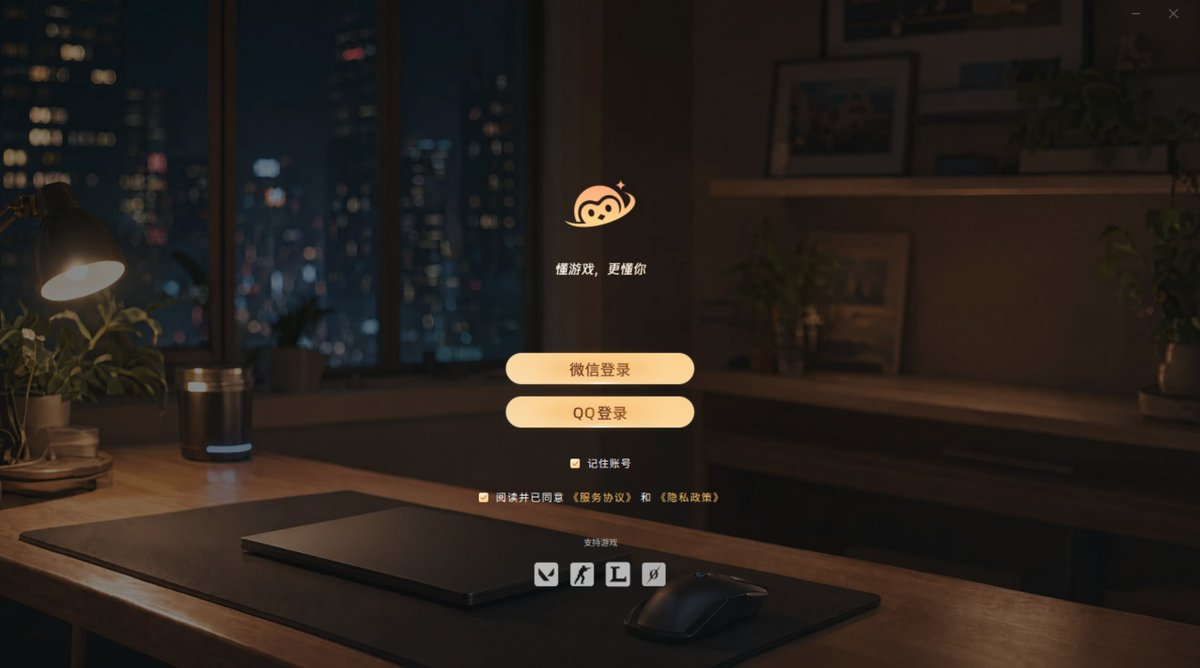 懂游戏，更懂你
微信登录
QQ登录
记住账号
阅读并已同意 《服务协议》 和 《隐私政策》
支持游戏